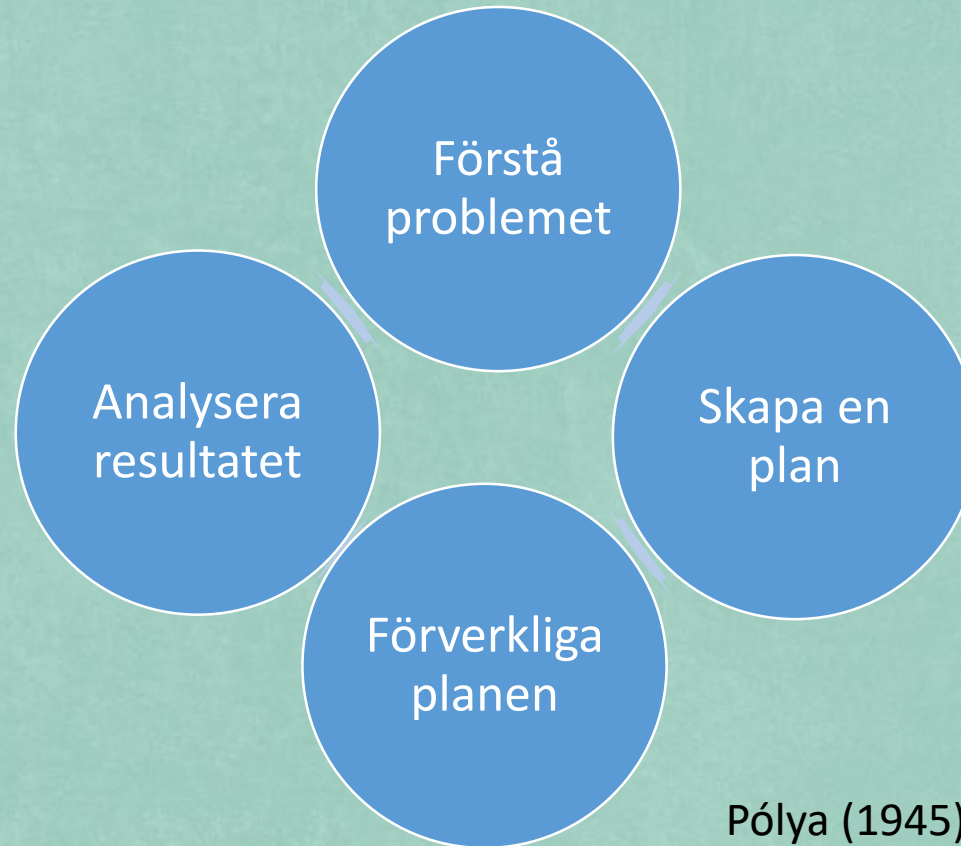 Förstå
problemet
Skapa en
plan
Förverkliga
planen
Analysera
resultatet
Pólya (1945)